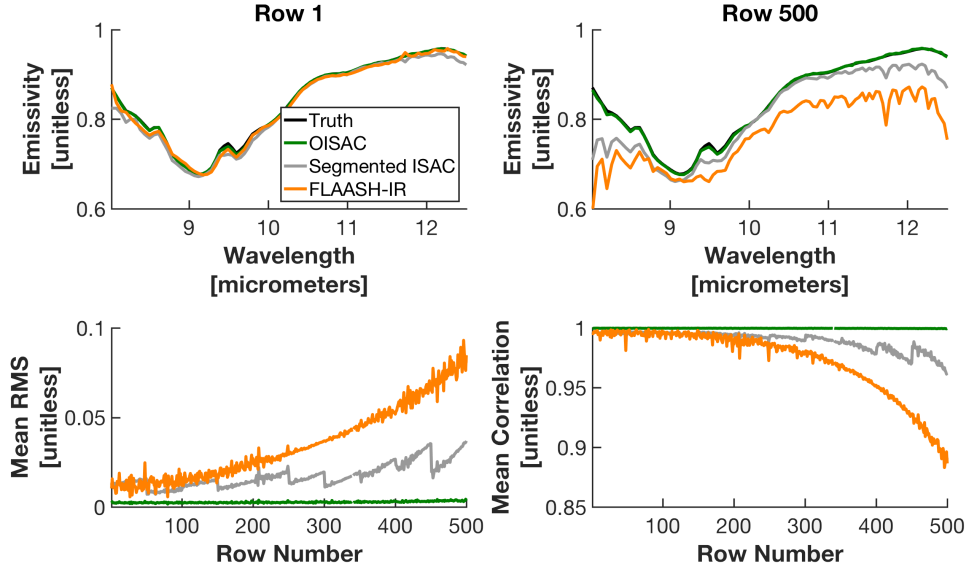 Row 1
Emissivity
[unitless]
1
0.8
0.6
9
10
11
12
Wavelength
[micrometers]
Truth
OISAC
Segmented ISAC
FLAASH-IR
Row 500
Emissivity
[unitless]
1
0.8
0.6
9
10
11
12
Wavelength
[micrometers]
Mean RMS
[unitless]
0.1
0.05
0
100
200
300
400
500
Row Number
Mean Correlation
[unitless]
1
0.95
0.9
0.85
100
200
300
400
500
Row Number